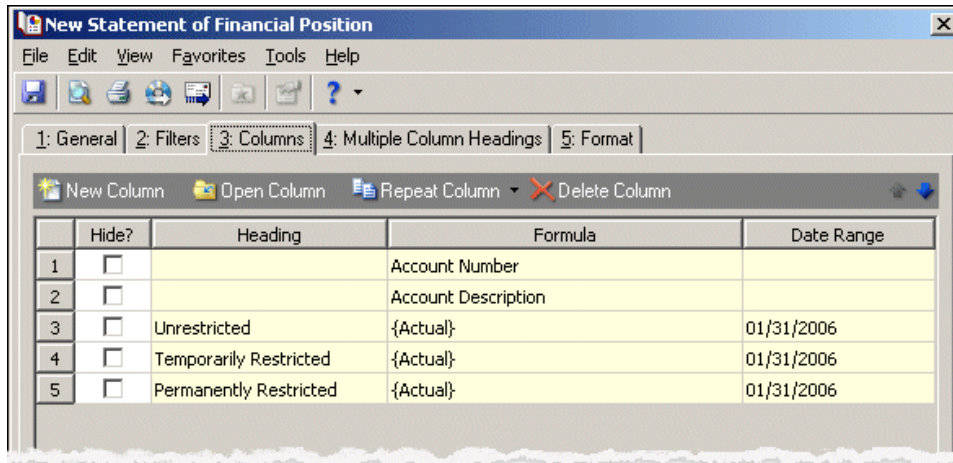 New Statement of Financial Position
File Edit View Favorites Tools Help
?
1: General 2: Filters 3: Columns 4: Multiple Column Headings 5: Format
New Column Open Column Repeat Column Delete Column
Hide? Heading Formula Date Range
1 Account Number
2 Account Description
3 Unrestricted {Actual} 01/31/2006
4 Temporarily Restricted {Actual} 01/31/2006
5 Permanently Restricted {Actual} 01/31/2006